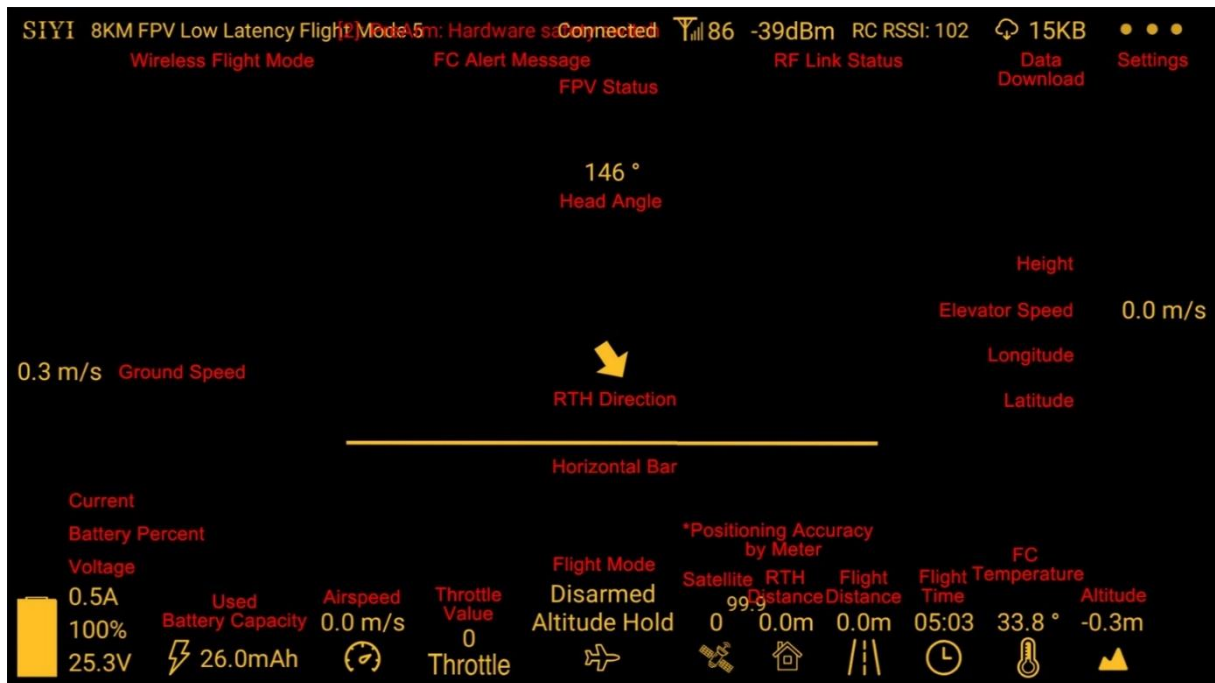 SIYI 8KM FPV Low Latency Flight Mode 5 [2] PreArm: Hardware safety switch Connected 86 -39dBm RC RSSI: 102 15KB
Wireless Flight Mode FC Alert Message RF Link Status Data Download Settings
FPV Status
146 °
Head Angle
Height
Elevator Speed 0.0 m/s
Longitude
0.3 m/s Ground Speed
RTH Direction Latitude
Horizontal Bar
Current
Battery Percent
Voltage
*Positioning Accuracy
by Meter
0.5A
100%
25.3V
Used
Battery Capacity
26.0mAh
Airspeed
0.0 m/s
Throttle
Value
0
Throttle
Flight Mode
Disarmed
Altitude Hold
Satellite
0
99.9
RTH
Distance
0.0m
Flight
Distance
0.0m
Flight
Time
05:03
FC
Temperature
33.8 °
Altitude
-0.3m